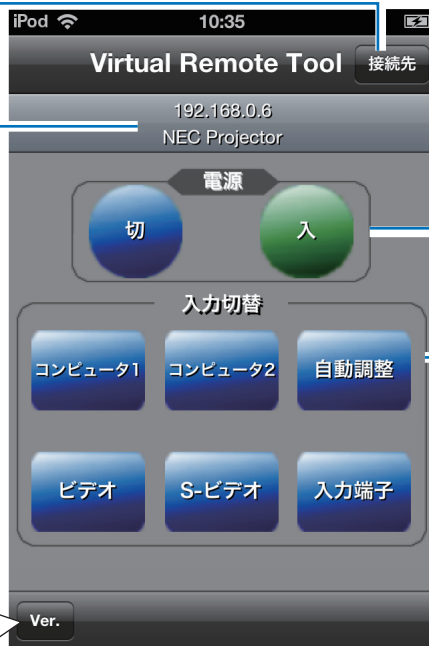 iPod 10:35
Virtual Remote Tool 接続先
192.168.0.6
NEC Projector
電源
切 入
入力切替
コンピュータ1 コンピュータ2 自動調整
ビデオ S-ビデオ 入力端子
Ver.